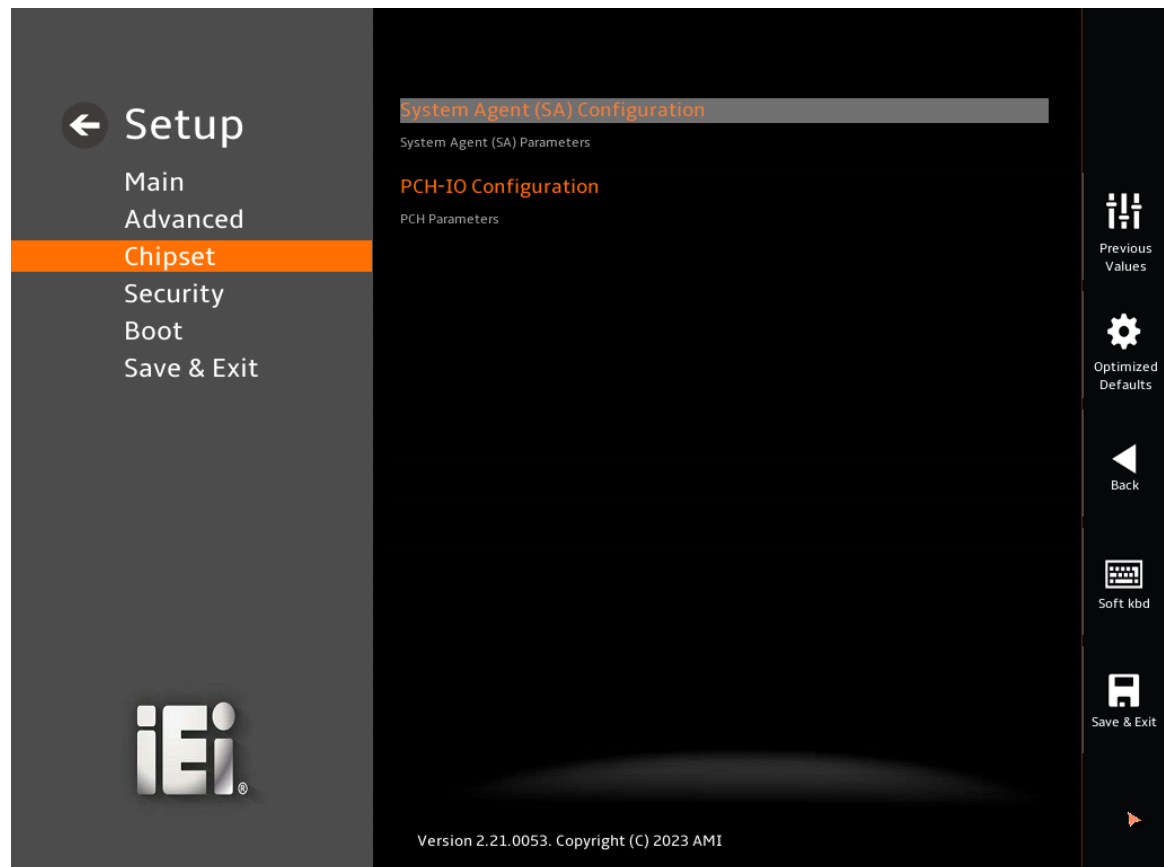 Setup
Main
Advanced
Chipset
Security
Boot
Save & Exit
iEi®
System Agent (SA) Configuration
System Agent (SA) Parameters
PCH-IO Configuration
PCH Parameters
Version 2.21.0053. Copyright (C) 2023 AMI
Previous
Values
Optimized
Defaults
Back
Soft kbd
Save & Exit